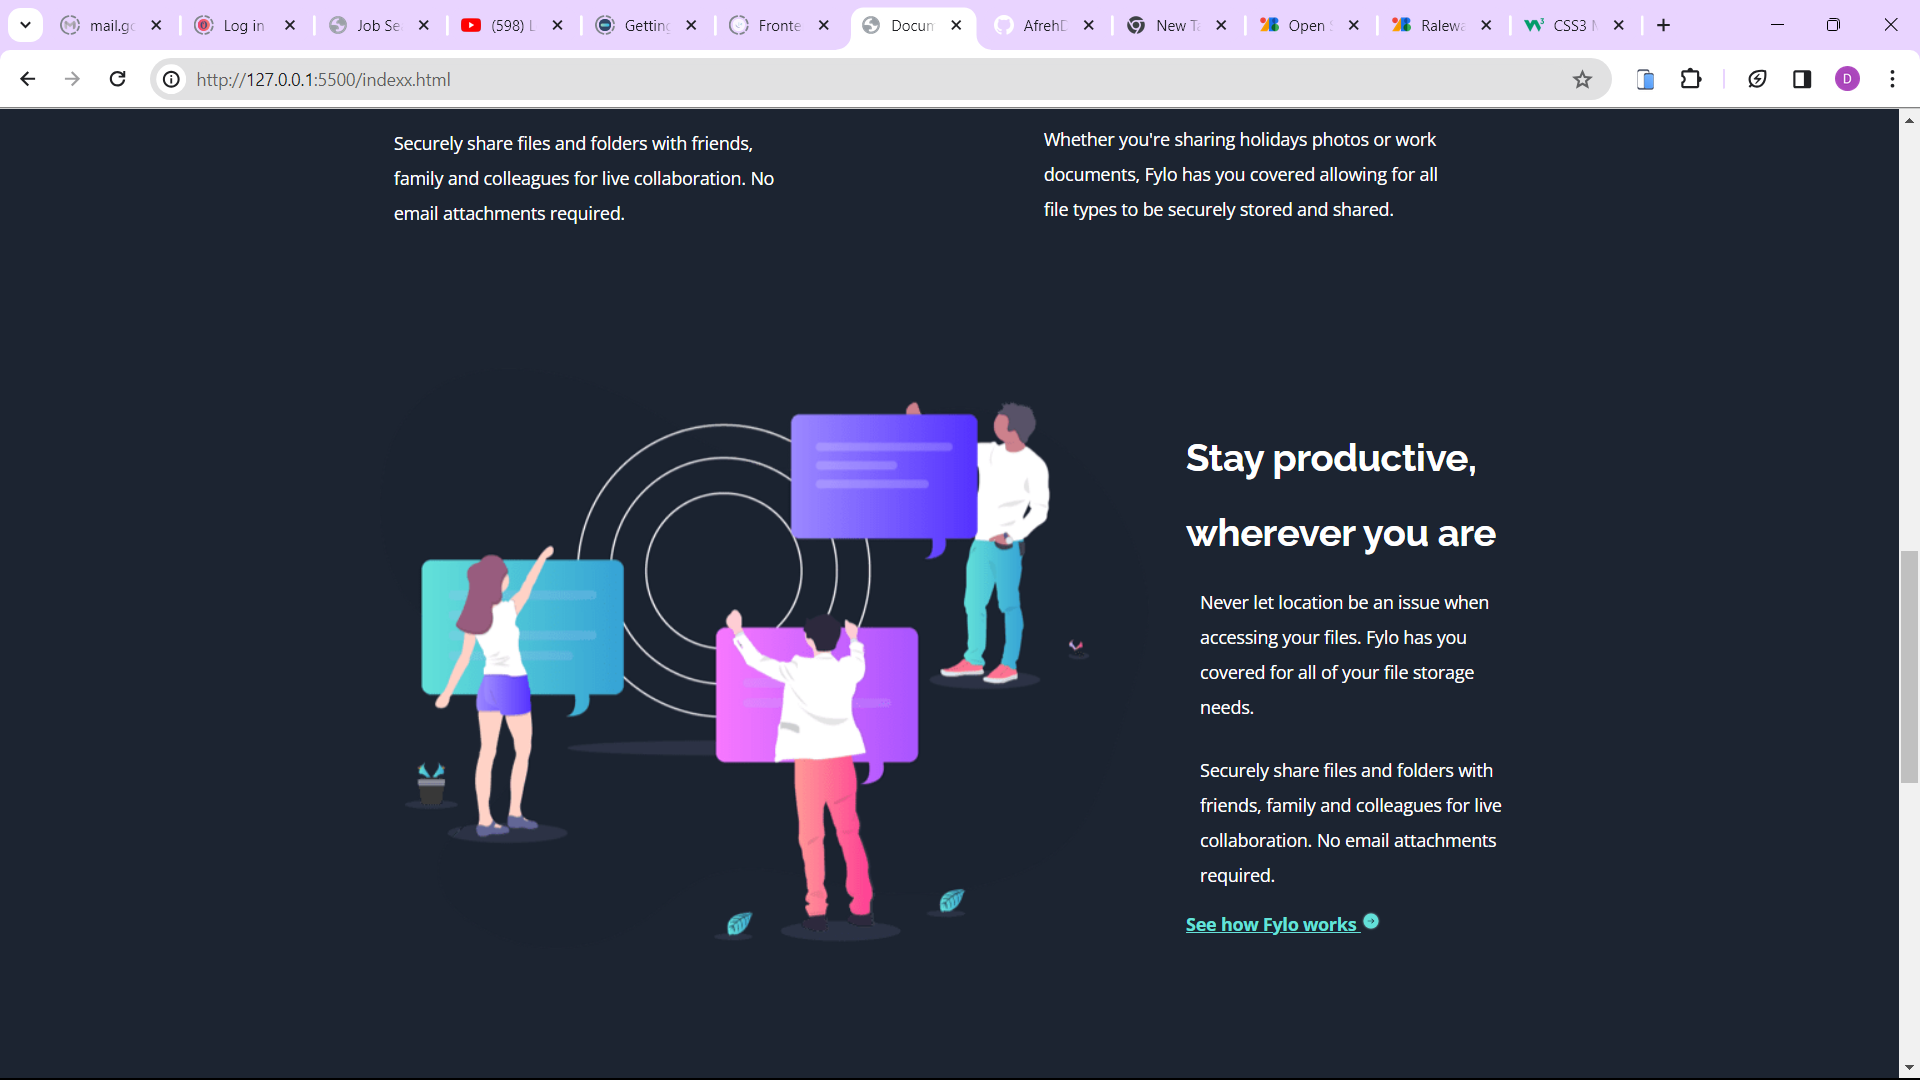 mail.go
Log in
Job Se
(598) L
Getting
Fronte
Docum
AfrehD
New Ta
Open S
Ralewa
CSS3 M
http://127.0.0.1:5500/indexx.html
D
Securely share files and folders with friends,
family and colleagues for live collaboration. No
email attachments required.
Whether you're sharing holidays photos or work
documents, Fylo has you covered allowing for all
file types to be securely stored and shared.
Stay productive,
wherever you are
Never let location be an issue when
accessing your files. Fylo has you
covered for all of your file storage
needs.
Securely share files and folders with
friends, family and colleagues for live
collaboration. No email attachments
required.
See how Fylo works